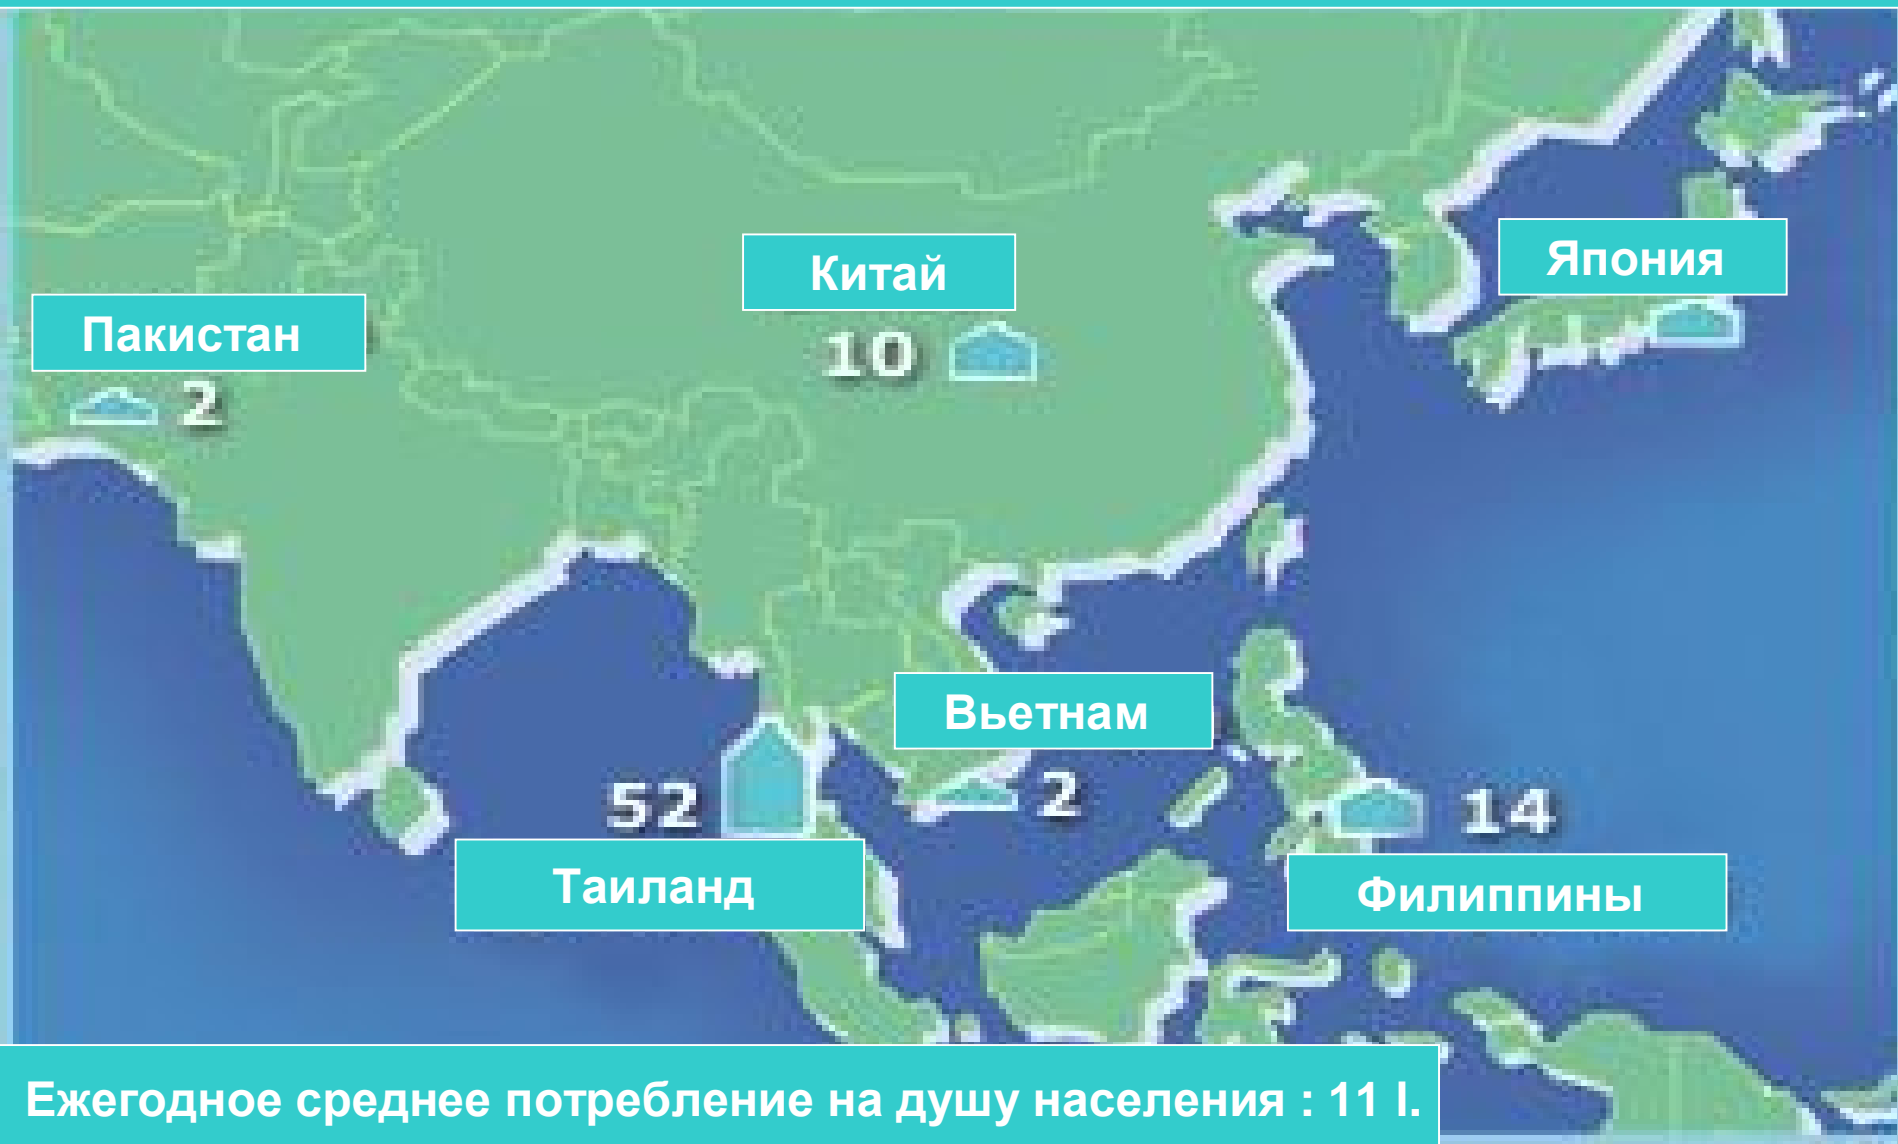 Япония
Китай
10
Пакистан
2
Вьетнам
2
52
Таиланд
14
Филиппины
Ежегодное среднее потребление на душу населения : 11 l.